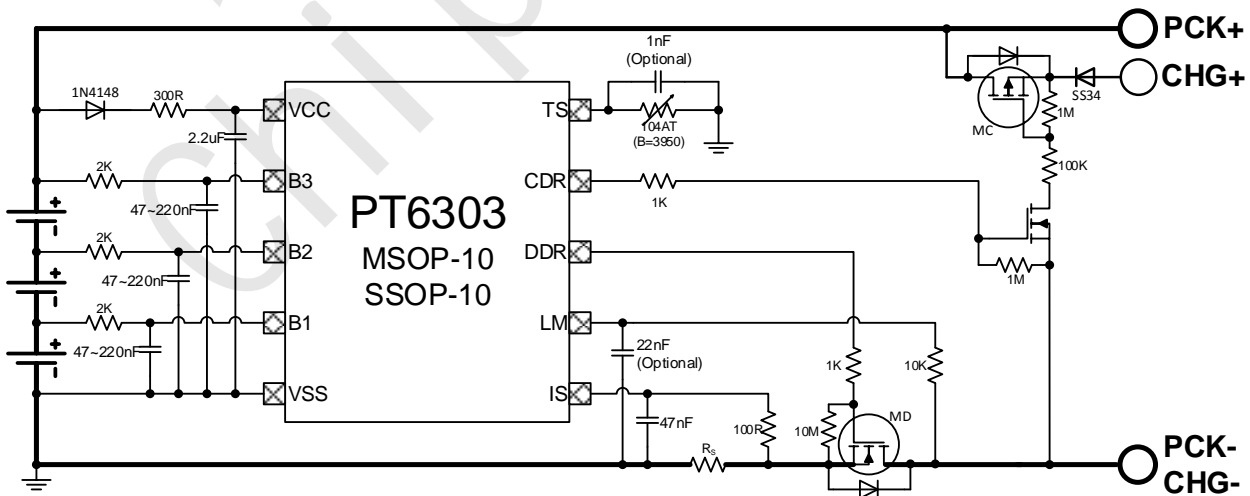 PCK+
1nF
(Optional)
CHG+
1N4148
300R
VCC
TS
SS34
2.2uF
104AT
(B=3950)
MC
1M
2K
B3
CDR
100K
47~220nF
1K
PT6303
2K
B2
MSOP-10
DDR
47~220nF
SSOP-10
1M
2K
B1
LM
47~220nF
22nF
(Optional)
1K
10K
VSS
IS
47nF
100R
10M
MD
Rs
PCK-
CHG-
chip